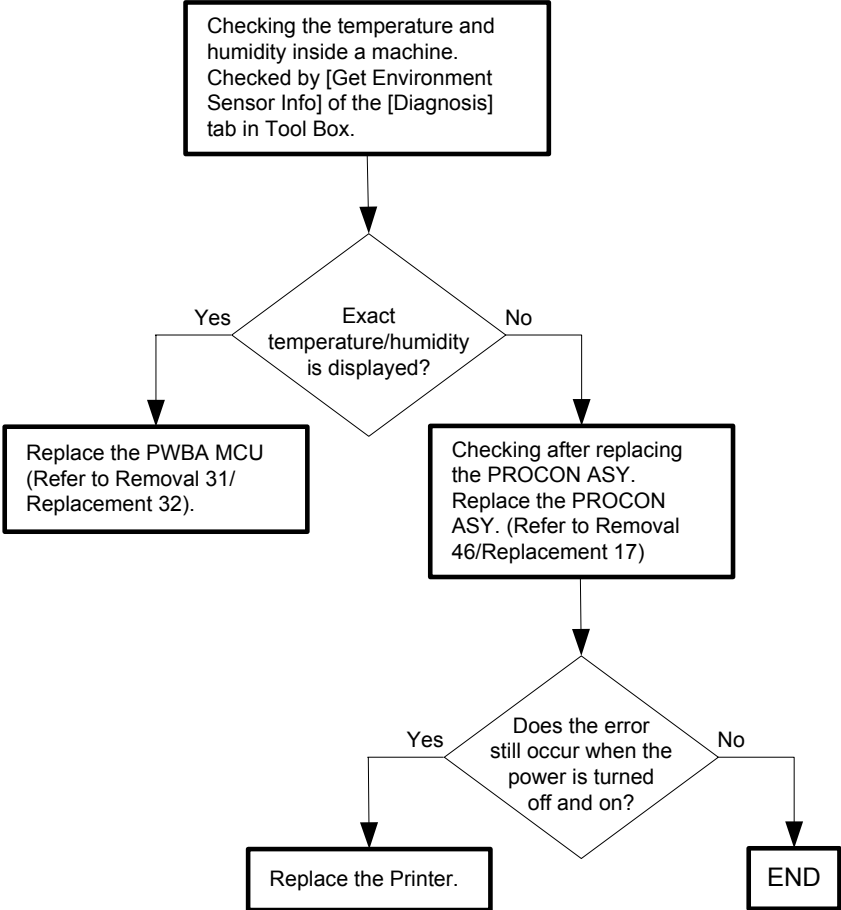 Checking the temperature and
humidity inside a machine.
Checked by [Get Environment
Sensor Info] of the [Diagnosis]
tab in Tool Box.
Yes
Exact
temperature/humidity
is displayed?
No
Replace the PWBA MCU
(Refer to Removal 31/
Replacement 32).
Checking after replacing
the PROCON ASY.
Replace the PROCON
ASY. (Refer to Removal
46/Replacement 17)
Yes
Does the error
still occur when the
power is turned
off and on?
No
Replace the Printer.
END